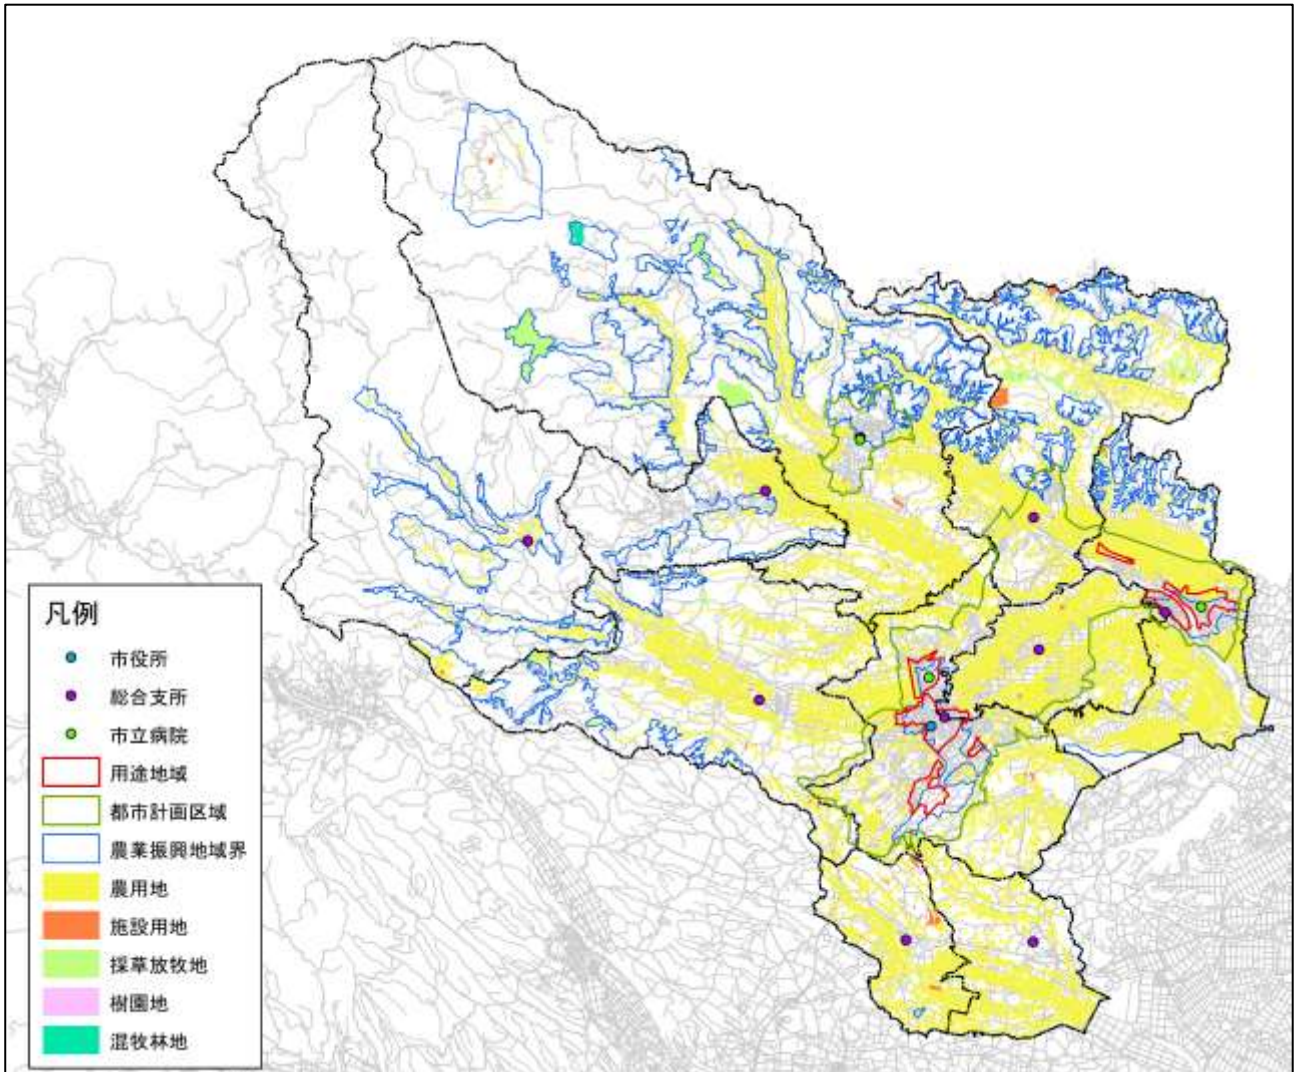 凡例
市役所
総合支所
市立病院
用途地域
都市計画区域
農業振興地域界
農用地
施設用地
採草放牧地
樹園地
混牧林地